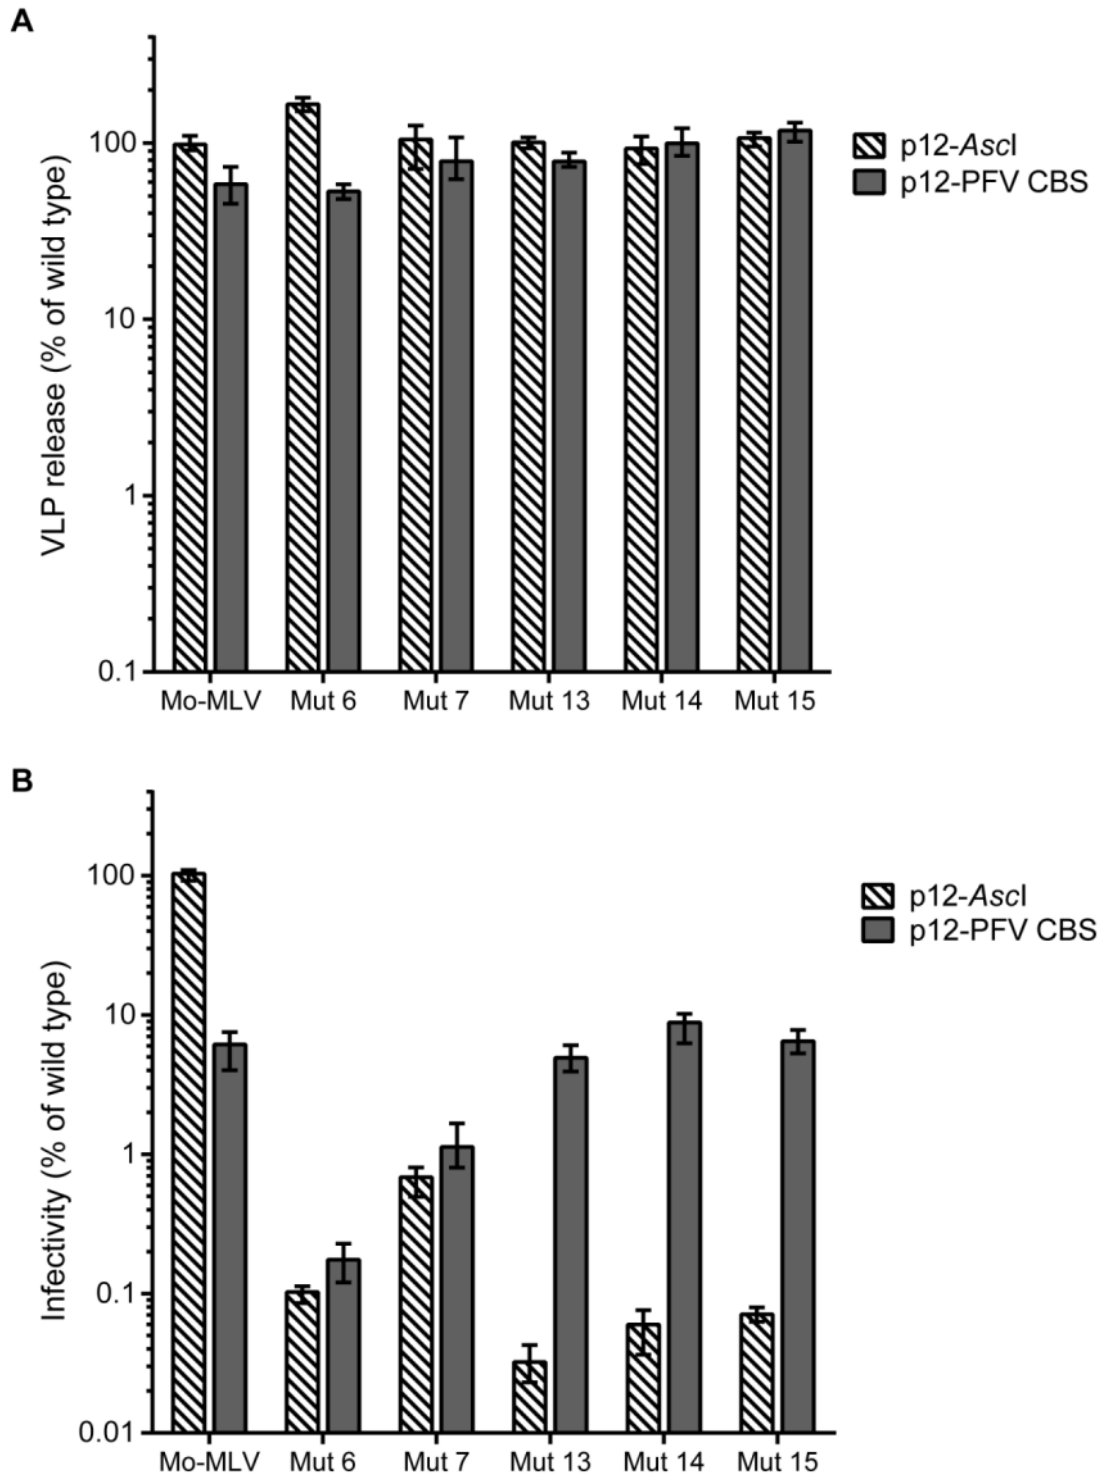 A
VLP release (% of wild type)
100
10
1
0.1
Mo-MLV Mut 6 Mut 7 Mut 13 Mut 14 Mut 15
p12-AscI
p12-PFV CBS
B
Infectivity (% of wild type)
100
10
1
0.1
0.01
Mo-MLV Mut 6 Mut 7 Mut 13 Mut 14 Mut 15
p12-AscI
p12-PFV CBS